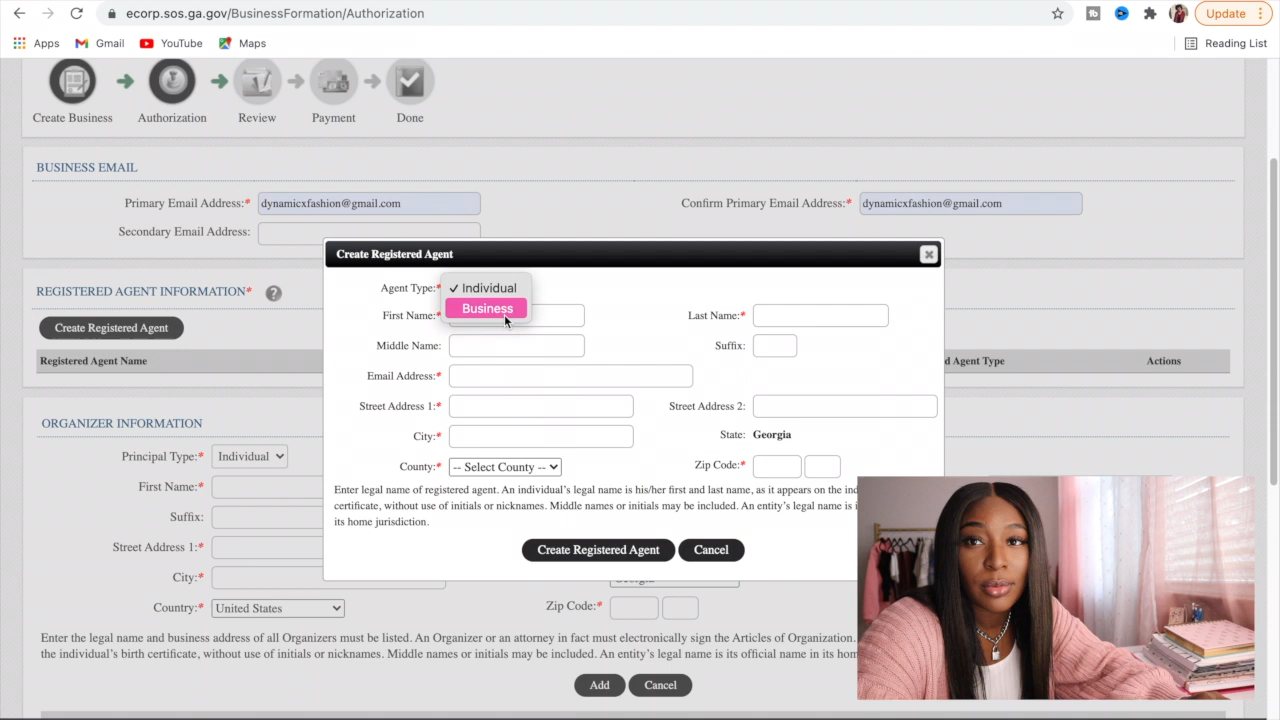 ecorp.sos.ga.gov/BusinessFormation/Authorization
Update
Apps
Gmail
YouTube
Maps
Reading List
Create Business
Authorization
Review
Payment
Done
BUSINESS EMAIL
Primary Email Address:* dynamicxfashion@gmail.com
Confirm Primary Email Address:* dynamicxfashion@gmail.com
Secondary Email Address:
Create Registered Agent
REGISTERED AGENT INFORMATION* ?
Agent Type:* ✓ Individual
Business
Create Registered Agent
First Name:*
Last Name:*
Middle Name:
Suffix:
Registered Agent Name
d Agent Type
Actions
Email Address:*
Street Address 1:*
Street Address 2:
City:*
State: Georgia
County:* -- Select County --
Zip Code:*
Enter legal name of registered agent. An individual's legal name is his/her first and last name, as it appears on the ind
certificate, without use of initials or nicknames. Middle names or initials may be included. An entity's legal name is i
its home jurisdiction.
Create Registered Agent
Cancel
ORGANIZER INFORMATION
Principal Type:* Individual
First Name:*
Suffix:
Street Address 1:*
City:*
Georgia
Country:* United States
Zip Code:*
Enter the legal name and business address of all Organizers must be listed. An Organizer or an attorney in fact must electronically sign the Articles of Organization.
the individual's birth certificate, without use of initials or nicknames. Middle names or initials may be included. An entity's legal name is its official name in its hom
Add
Cancel